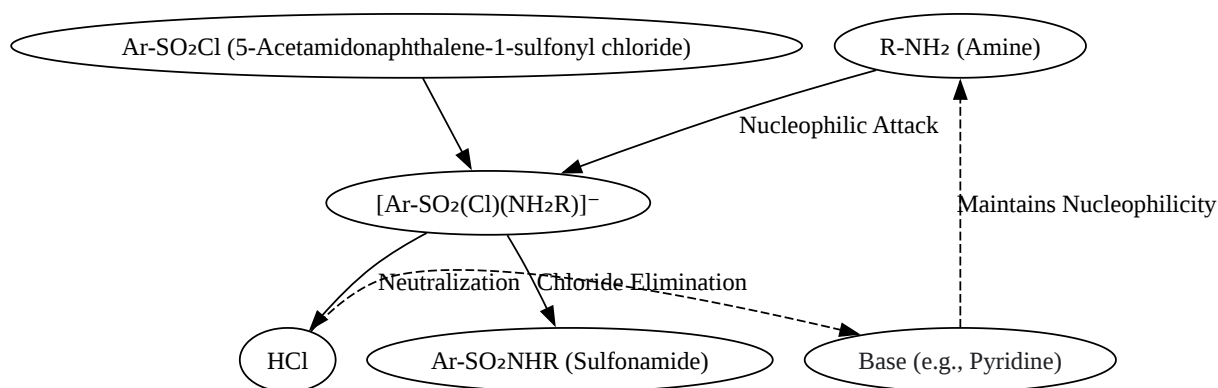 Ar-SO₂Cl (5-Acetamidonaphthalene-1-sulfonyl chloride)
R-NH₂ (Amine)
Nucleophilic Attack
[Ar-SO₂(Cl)(NH₂R)]⁻
Maintains Nucleophilicity
Neutralization
Chloride Elimination
HCl
Ar-SO₂NHR (Sulfonamide)
Base (e.g., Pyridine)